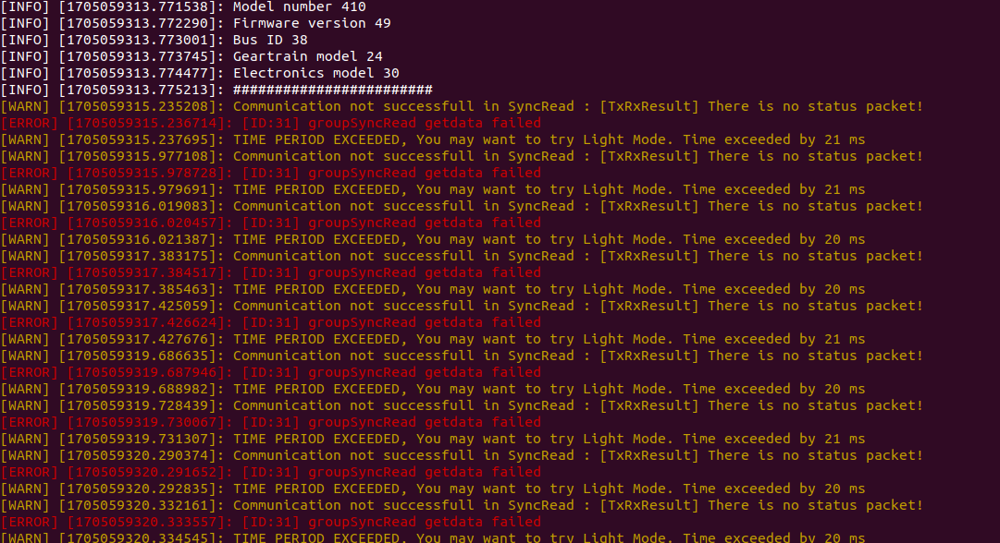 [INFO] [1705059313.771538]: Model number 410
[INFO] [1705059313.772290]: Firmware version 49
[INFO] [1705059313.773001]: Bus ID 38
[INFO] [1705059313.773745]: Geartrain model 24
[INFO] [1705059313.774477]: Electronics model 30
[INFO] [1705059313.775213]: ########################
[WARN] [1705059315.235208]: Communication not successfull in SyncRead : [TxRxResult] There is no status packet!
[ERROR] [1705059315.236714]: [ID:31] groupSyncRead getdata failed
[WARN] [1705059315.237695]: TIME PERIOD EXCEEDED, You may want to try Light Mode. Time exceeded by 21 ms
[WARN] [1705059315.977108]: Communication not successfull in SyncRead : [TxRxResult] There is no status packet!
[ERROR] [1705059315.978728]: [ID:31] groupSyncRead getdata failed
[WARN] [1705059315.979691]: TIME PERIOD EXCEEDED, You may want to try Light Mode. Time exceeded by 21 ms
[WARN] [1705059316.019083]: Communication not successfull in SyncRead : [TxRxResult] There is no status packet!
[ERROR] [1705059316.020457]: [ID:31] groupSyncRead getdata failed
[WARN] [1705059316.021387]: TIME PERIOD EXCEEDED, You may want to try Light Mode. Time exceeded by 20 ms
[WARN] [1705059317.383175]: Communication not successfull in SyncRead : [TxRxResult] There is no status packet!
[ERROR] [1705059317.384517]: [ID:31] groupSyncRead getdata failed
[WARN] [1705059317.385463]: TIME PERIOD EXCEEDED, You may want to try Light Mode. Time exceeded by 20 ms
[WARN] [1705059317.425059]: Communication not successfull in SyncRead : [TxRxResult] There is no status packet!
[ERROR] [1705059317.426624]: [ID:31] groupSyncRead getdata failed
[WARN] [1705059317.427676]: TIME PERIOD EXCEEDED, You may want to try Light Mode. Time exceeded by 21 ms
[WARN] [1705059319.686635]: Communication not successfull in SyncRead : [TxRxResult] There is no status packet!
[ERROR] [1705059319.687946]: [ID:31] groupSyncRead getdata failed
[WARN] [1705059319.688982]: TIME PERIOD EXCEEDED, You may want to try Light Mode. Time exceeded by 20 ms
[WARN] [1705059319.728439]: Communication not successfull in SyncRead : [TxRxResult] There is no status packet!
[ERROR] [1705059319.730067]: [ID:31] groupSyncRead getdata failed
[WARN] [1705059319.731307]: TIME PERIOD EXCEEDED, You may want to try Light Mode. Time exceeded by 21 ms
[WARN] [1705059320.290374]: Communication not successfull in SyncRead : [TxRxResult] There is no status packet!
[ERROR] [1705059320.291652]: [ID:31] groupSyncRead getdata failed
[WARN] [1705059320.292835]: TIME PERIOD EXCEEDED, You may want to try Light Mode. Time exceeded by 20 ms
[WARN] [1705059320.332161]: Communication not successfull in SyncRead : [TxRxResult] There is no status packet!
[ERROR] [1705059320.333557]: [ID:31] groupSyncRead getdata failed
[WARN] [1705059320.334545]: TIME PERIOD EXCEEDED, You may want to try Light Mode. Time exceeded by 20 ms